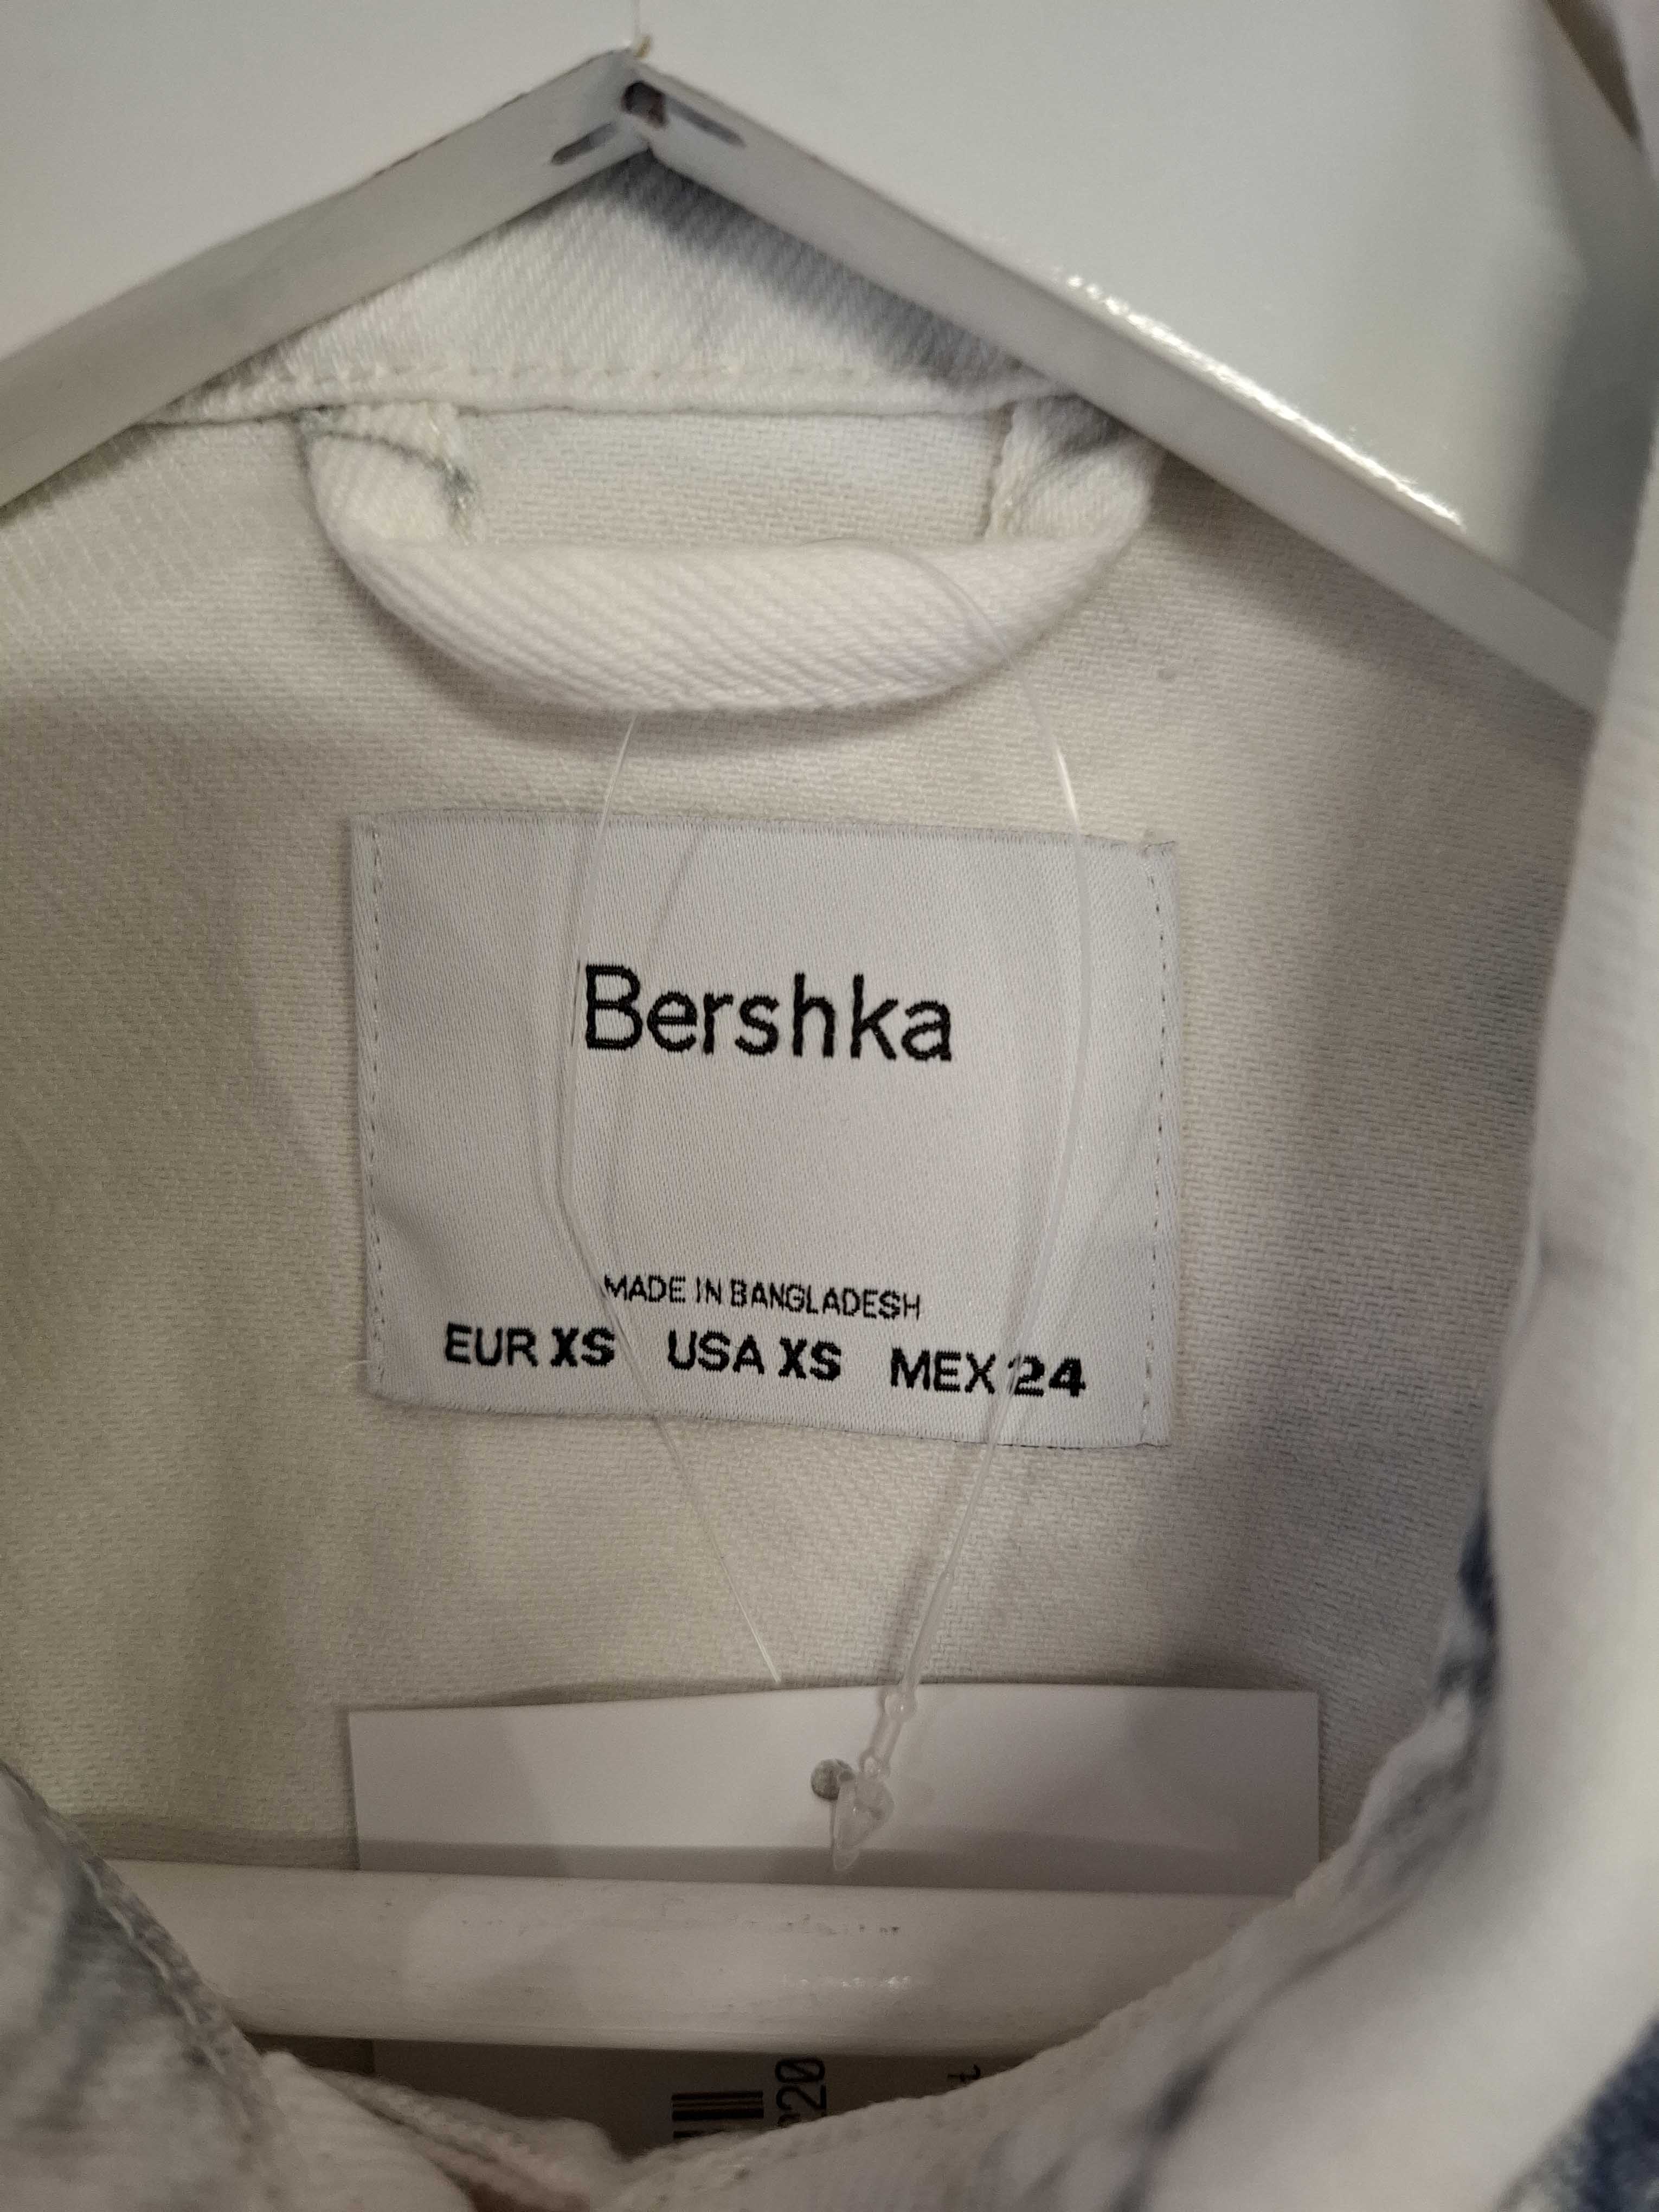 Bershka
MADE IN BANGLADESH
EUR XS USA XS MEX 24